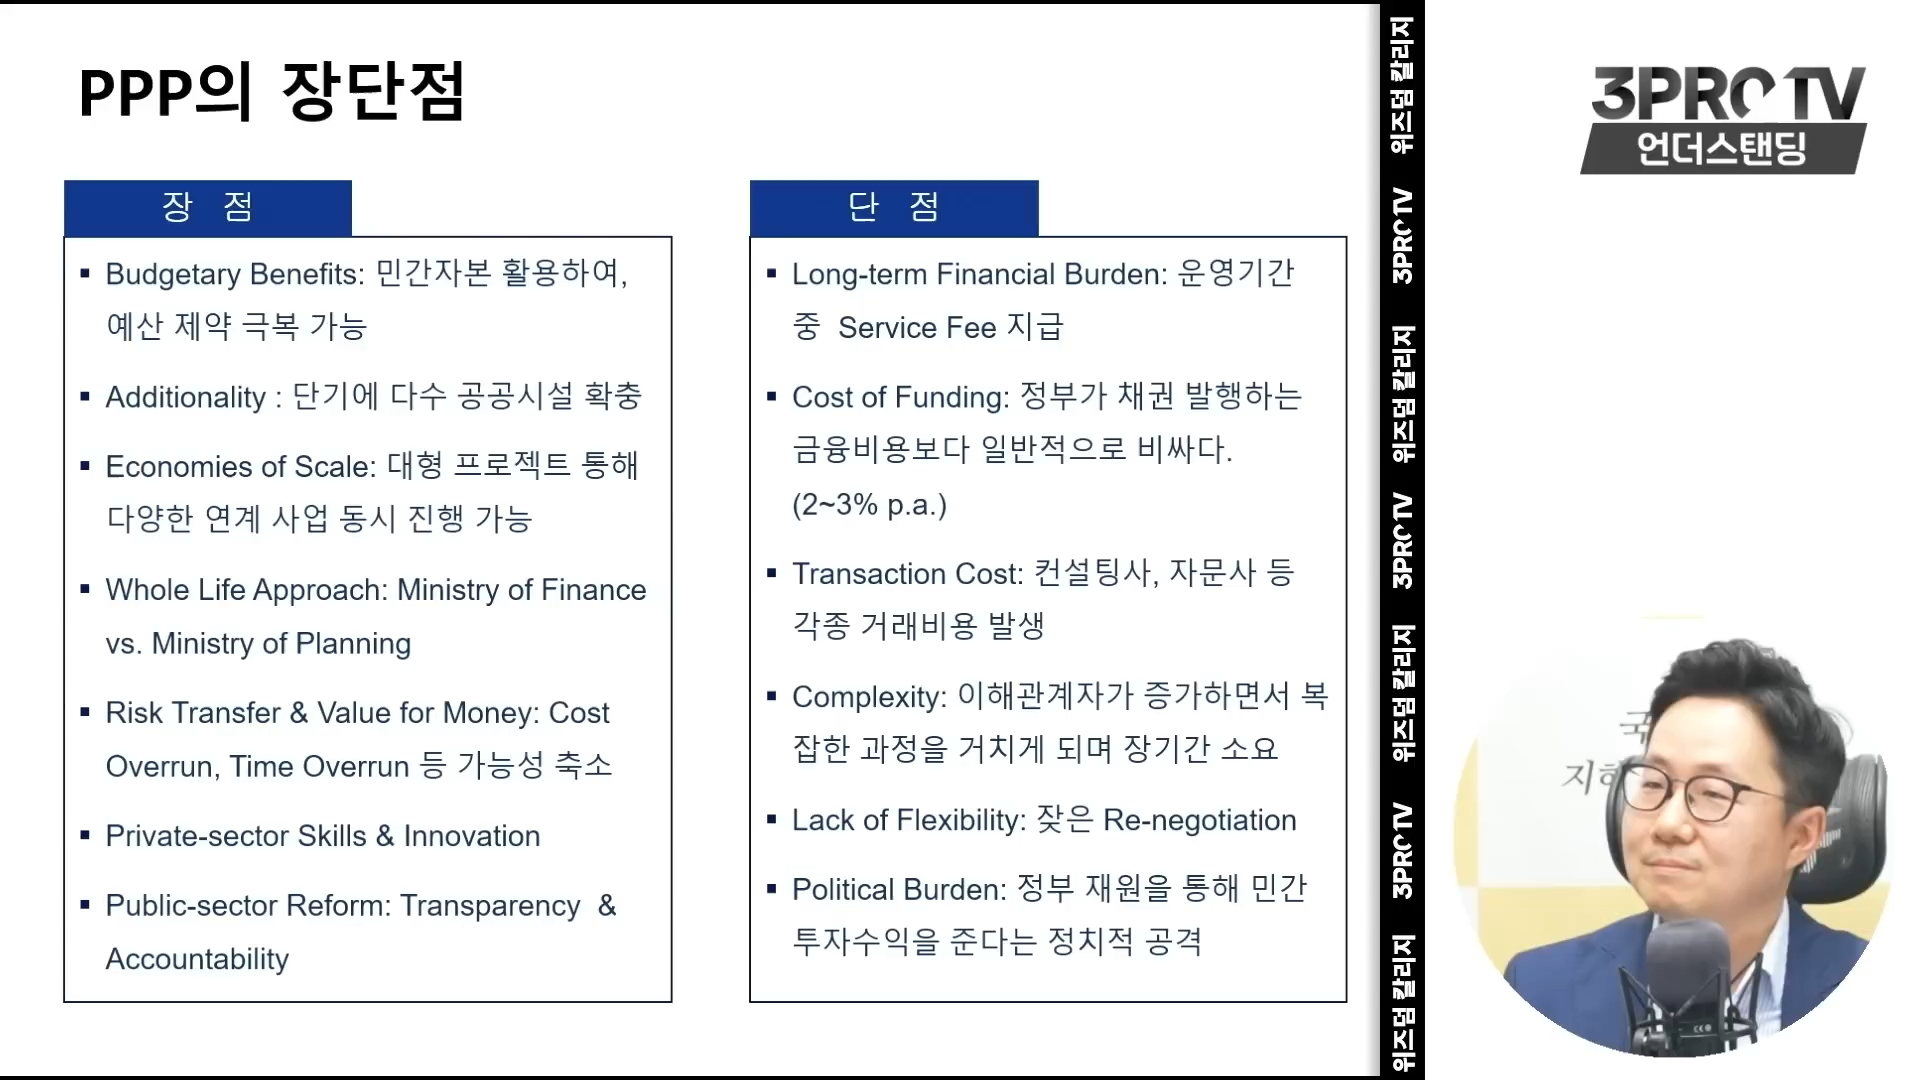 PPP의 장단점
장 점
▪ Budgetary Benefits: 민간자본 활용하여,
예산 제약 극복 가능
▪ Additionality : 단기에 다수 공공시설 확충
▪ Economies of Scale: 대형 프로젝트 통해
다양한 연계 사업 동시 진행 가능
▪ Whole Life Approach: Ministry of Finance
vs. Ministry of Planning
▪ Risk Transfer & Value for Money: Cost
Overrun, Time Overrun 등 가능성 축소
▪ Private-sector Skills & Innovation
▪ Public-sector Reform: Transparency &
Accountability
단 점
▪ Long-term Financial Burden: 운영기간
중 Service Fee 지급
▪ Cost of Funding: 정부가 채권 발행하는
금융비용보다 일반적으로 비싸다.
(2~3% p.a.)
▪ Transaction Cost: 컨설팅사, 자문사 등
각종 거래비용 발생
▪ Complexity: 이해관계자가 증가하면서 복
잡한 과정을 거치게 되며 장기간 소요
▪ Lack of Flexibility: 잦은 Re-negotiation
▪ Political Burden: 정부 재원을 통해 민간
투자수익을 준다는 정치적 공격
위즈덤 칼리지
3PROTV
위즈덤 칼리지
3PROTV
위즈덤 칼리지
3PROTV
위즈덤 칼리지
3PROTV
언더스탠딩